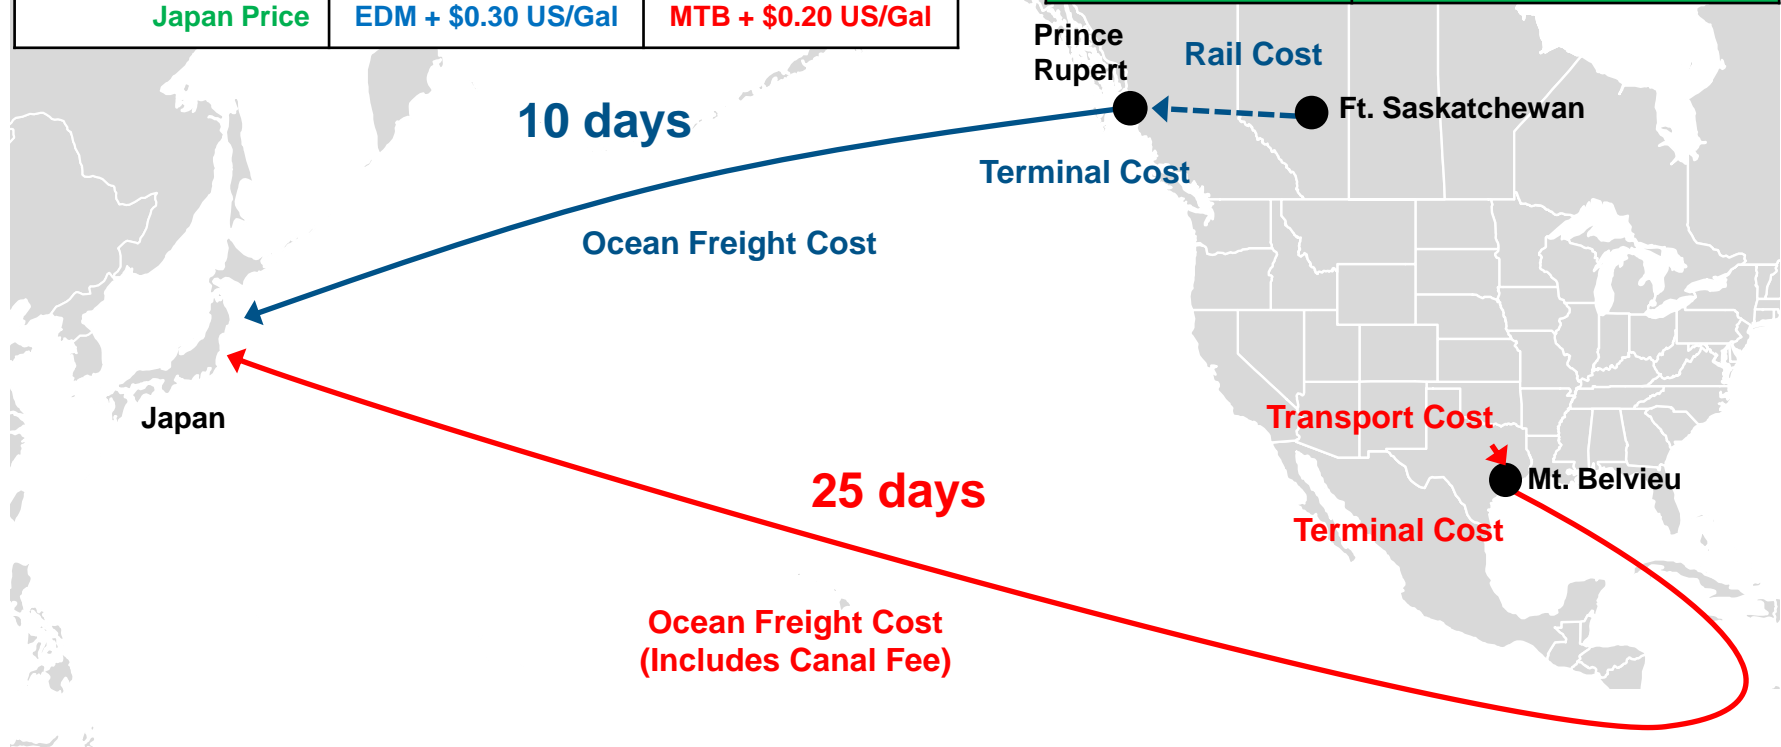 Japan Price EDM + $0.30 US/Gal MTB + $0.20 US/Gal
Prince
Rupert
Rail Cost
10 days
Ft. Saskatchewan
Terminal Cost
Ocean Freight Cost
Japan
Transport Cost
25 days
Mt. Belvieu
Terminal Cost
Ocean Freight Cost
(Includes Canal Fee)